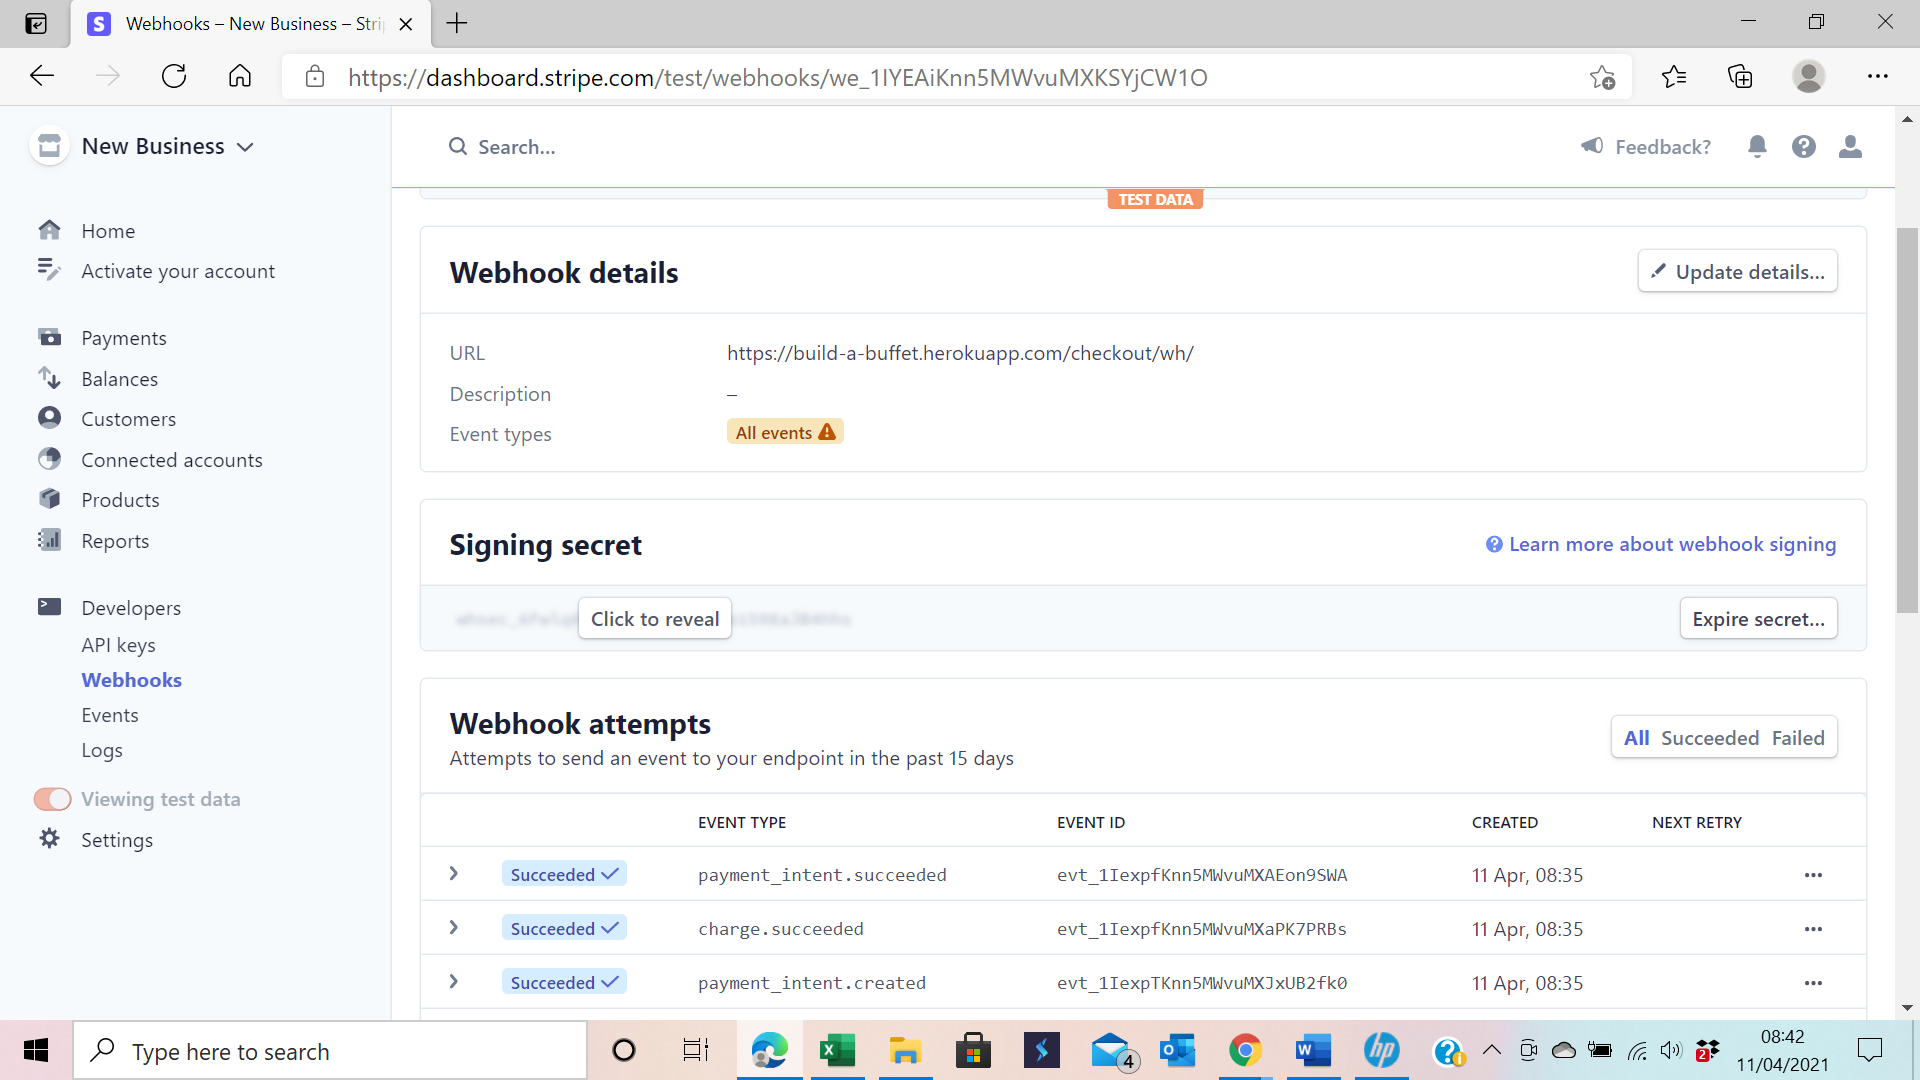 Webhooks – New Business – Stri
https://dashboard.stripe.com/test/webhooks/we_1IYEAiKnn5MWvuMXKSYjCW1O
New Business
Search...
Feedback?
TEST DATA
Home
Activate your account
Payments
Balances
Customers
Connected accounts
Products
Reports
Developers
API keys
Webhooks
Events
Logs
Viewing test data
Settings
Webhook details
Update details...
URL https://build-a-buffet.herokuapp.com/checkout/wh/
Description –
Event types All events
Signing secret
Learn more about webhook signing
Click to reveal
Expire secret...
Webhook attempts
Attempts to send an event to your endpoint in the past 15 days
All Succeeded Failed
EVENT TYPE EVENT ID CREATED NEXT RETRY
Succeeded payment_intent.succeeded evt_1IexpfKnn5MWvuMXAEon9SWA 11 Apr, 08:35
Succeeded charge.succeeded evt_1IexpfKnn5MWvuMXaPK7PRBs 11 Apr, 08:35
Succeeded payment_intent.created evt_1IexpTKnn5MWvuMXJxUB2fk0 11 Apr, 08:35
Type here to search
4
2
08:42
11/04/2021